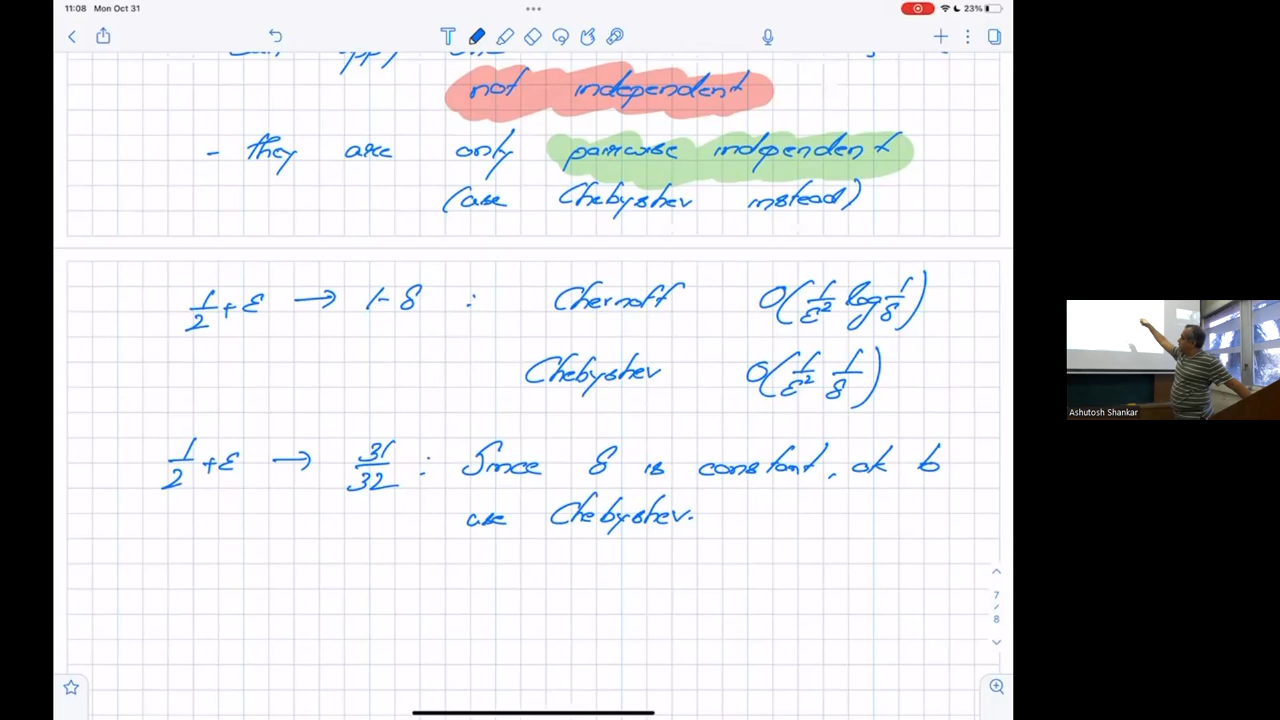 11:08 Mon Oct 31
23%
not independent
- they are only pairwise independent
(use Chebyshev instead)
1/2 + ε → 1 - δ : Chernoff O(1/ε² log 1/δ)
Chebyshev O(1/ε² 1/δ)
1/2 + ε → 31/32 : Since δ is constant, ok to
use Chebyshev.
7
/
8
Ashutosh Shankar